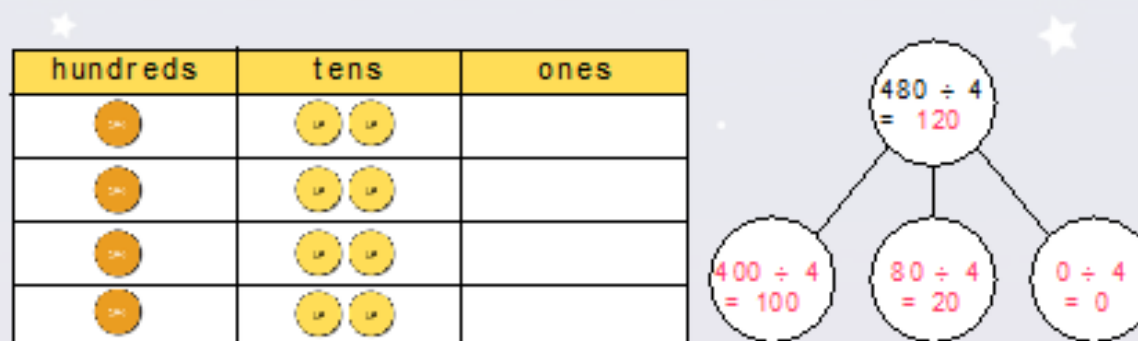 hundreds tens ones
480 ÷ 4
= 120
400 ÷ 4
= 100
80 ÷ 4
= 20
0 ÷ 4
= 0